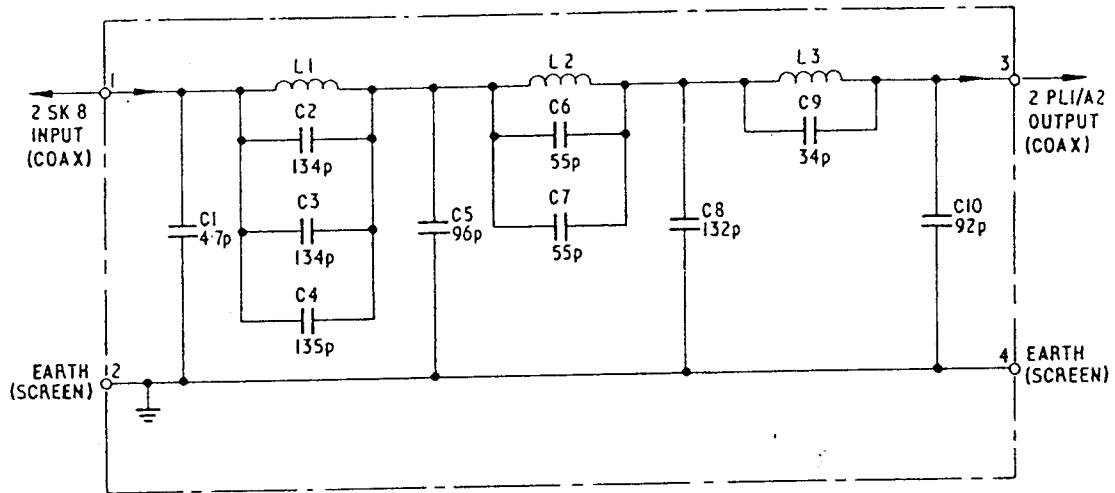 L1
L2
L3
1
3
2 SK 8
INPUT
(COAX)
C2
134p
C6
55p
C9
34p
2 PL1/A2
OUTPUT
(COAX)
C3
134p
C7
55p
C1
4·7p
C5
96p
C8
132p
C10
92p
C4
135p
EARTH
(SCREEN)
2
4
EARTH
(SCREEN)